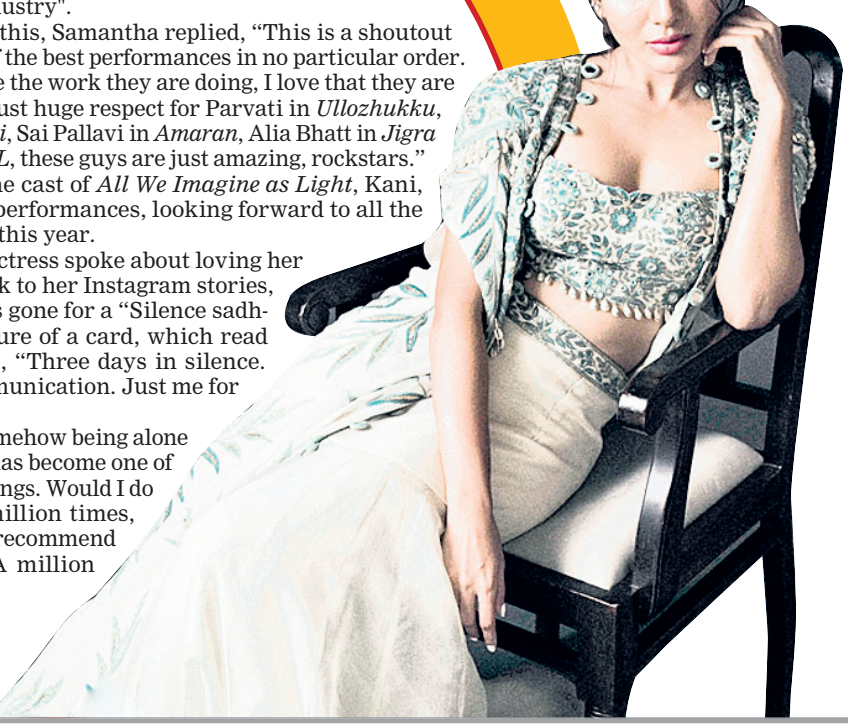 ustry".
this, Samantha replied, “This is a shoutout
the best performances in no particular order.
the work they are doing, I love that they are
ust huge respect for Parvati in Ullozhukku,
i, Sai Pallavi in Amaran, Alia Bhatt in Jigra
L, these guys are just amazing, rockstars.”
e cast of All We Imagine as Light, Kani,
performances, looking forward to all the
this year.
ctress spoke about loving her
k to her Instagram stories,
s gone for a “Silence sadh-
ure of a card, which read
, “Three days in silence.
munication. Just me for
mehow being alone
as become one of
ngs. Would I do
million times,
recommend
A million